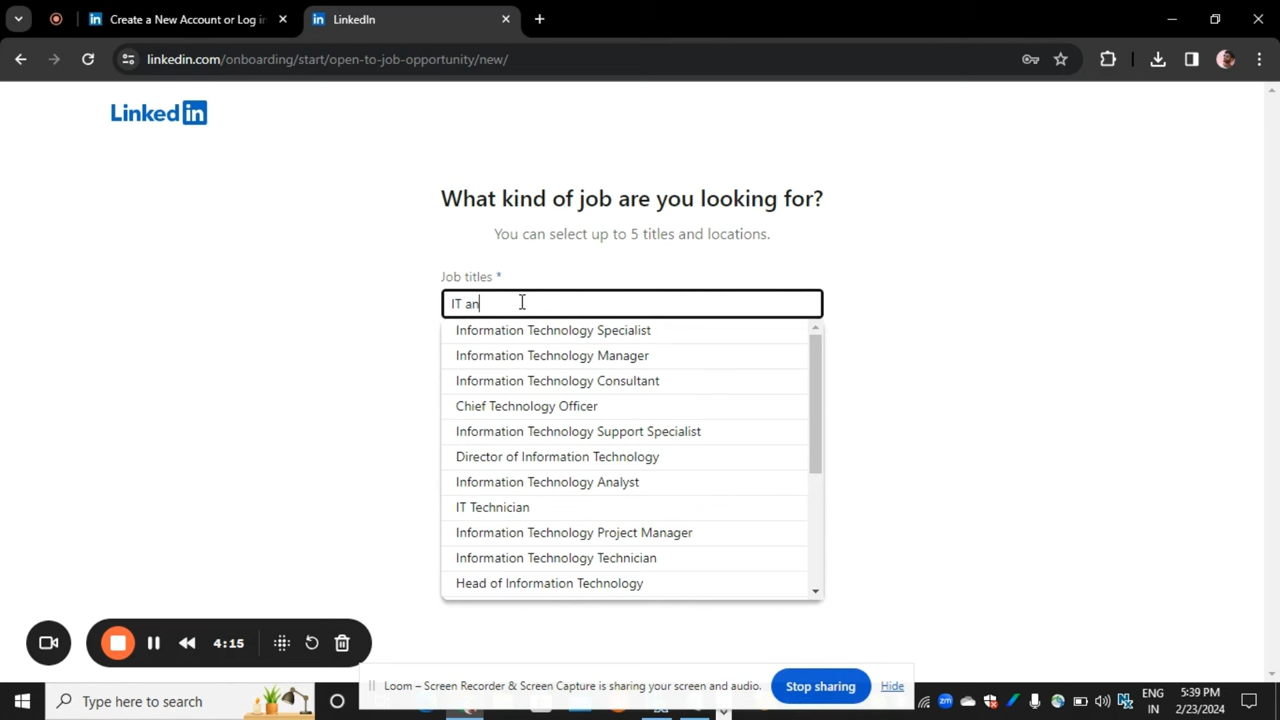 Create a New Account or Log in
LinkedIn
linkedin.com/onboarding/start/open-to-job-opportunity/new/
Linked in
What kind of job are you looking for?
You can select up to 5 titles and locations.
Job titles *
IT an
Information Technology Specialist
Information Technology Manager
Information Technology Consultant
Chief Technology Officer
Information Technology Support Specialist
Director of Information Technology
Information Technology Analyst
IT Technician
Information Technology Project Manager
Information Technology Technician
Head of Information Technology
4:15
Loom – Screen Recorder & Screen Capture is sharing your screen and audio.
Stop sharing
Hide
Type here to search
ENG
IN
5:39 PM
2/23/2024